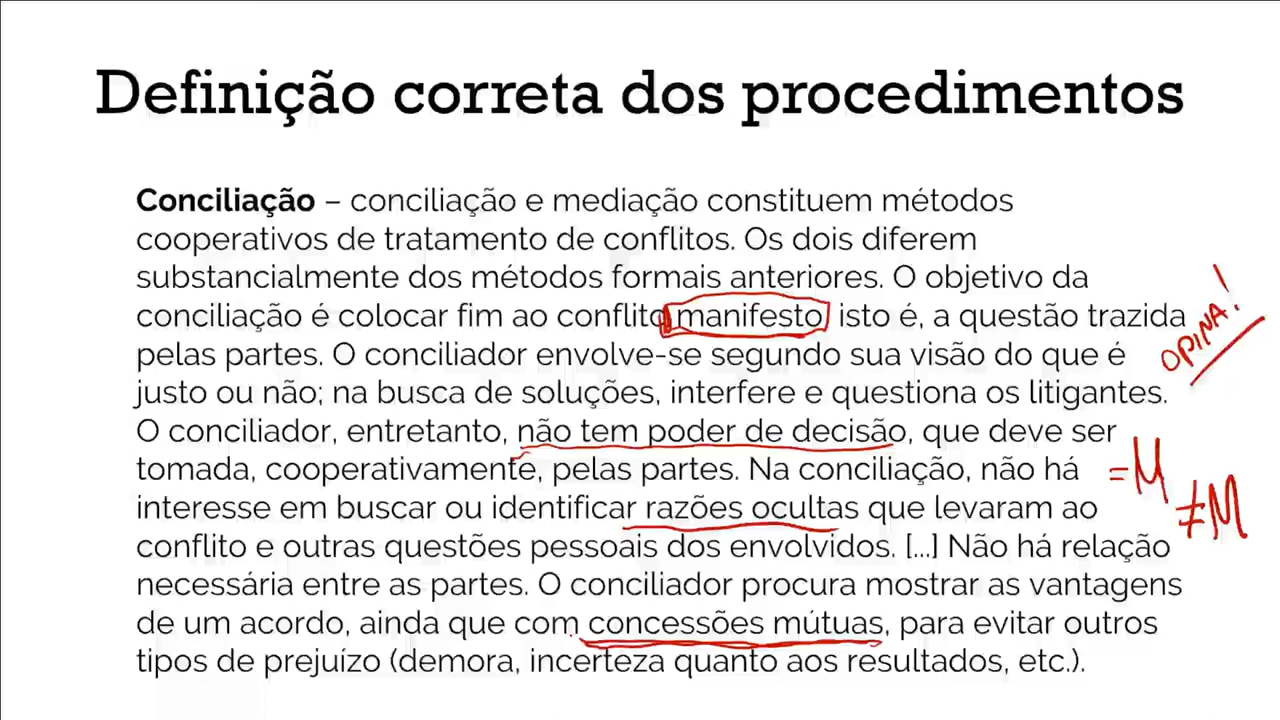 Definição correta dos procedimentos
Conciliação – conciliação e mediação constituem métodos
cooperativos de tratamento de conflitos. Os dois diferem
substancialmente dos métodos formais anteriores. O objetivo da
conciliação é colocar fim ao conflito manifesto isto é, a questão trazida
pelas partes. O conciliador envolve-se segundo sua visão do que é
OPINA!
justo ou não; na busca de soluções, interfere e questiona os litigantes.
O conciliador, entretanto, não tem poder de decisão, que deve ser
tomada, cooperativamente, pelas partes. Na conciliação, não há
=M
interesse em buscar ou identificar razões ocultas que levaram ao
≠M
conflito e outras questões pessoais dos envolvidos. [...] Não há relação
necessária entre as partes. O conciliador procura mostrar as vantagens
de um acordo, ainda que com concessões mútuas, para evitar outros
tipos de prejuízo (demora, incerteza quanto aos resultados, etc.).